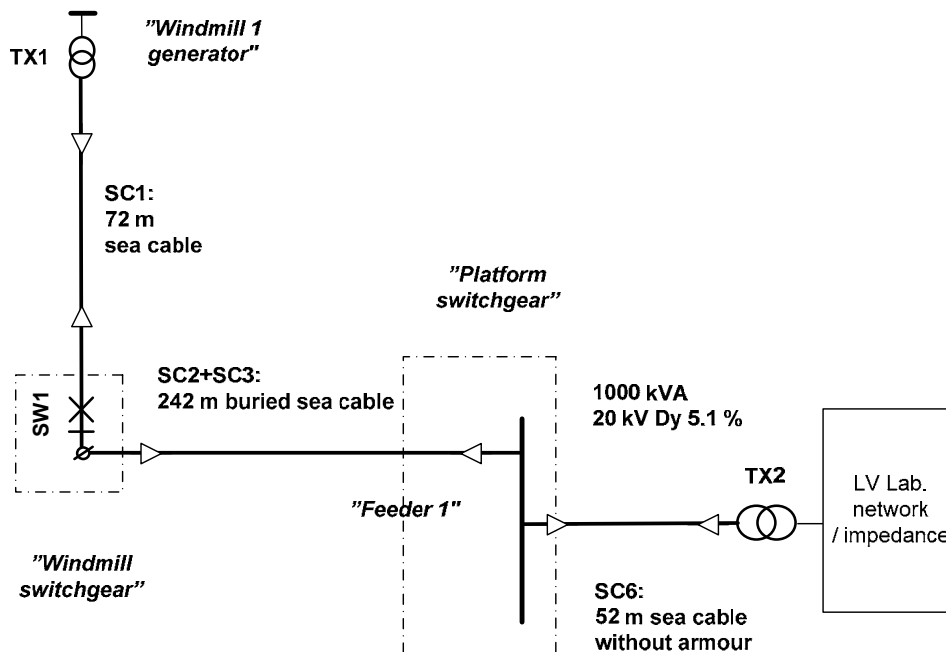 ”Windmill 1
generator"
TX1
SC1:
72 m
sea cable
”Platform
switchgear”
SC2+SC3:
242 m buried sea cable
SW1
1000 kVA
20 kV Dy 5.1 %
TX2
LV Lab.
network
/ impedance
”Feeder 1"
”Windmill
switchgear”
SC6:
52 m sea cable
without armour